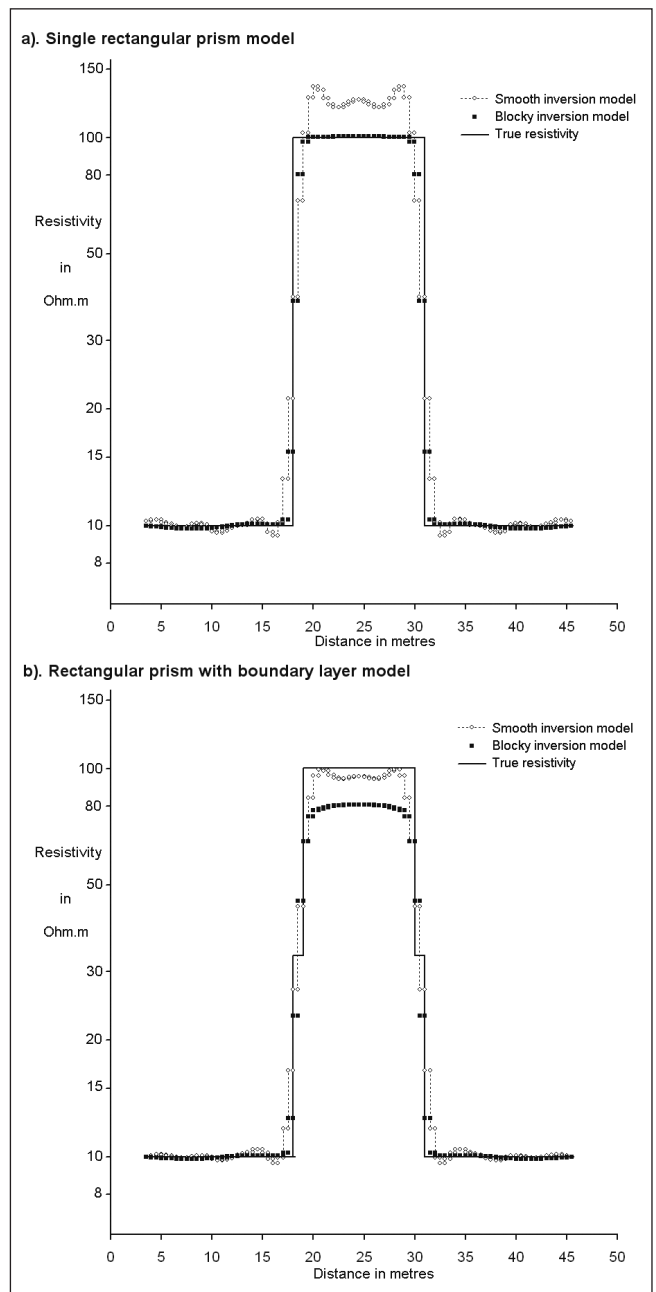 a). Single rectangular prism model
150
100
80
50
30
20
15
10
8
Resistivity
in
Ohm.m
Smooth inversion model
Blocky inversion model
True resistivity
0 5 10 15 20 25 30 35 40 45 50
Distance in metres
b). Rectangular prism with boundary layer model
150
100
80
50
30
20
15
10
8
Resistivity
in
Ohm.m
Smooth inversion model
Blocky inversion model
True resistivity
0 5 10 15 20 25 30 35 40 45 50
Distance in metres